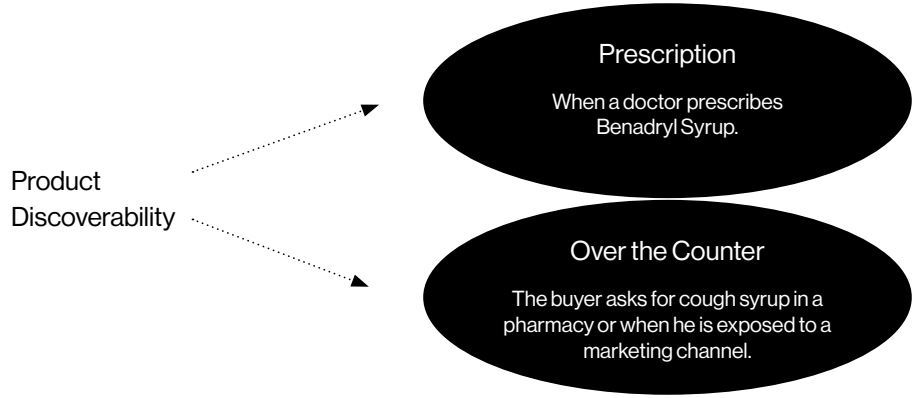 Prescription
When a doctor prescribes
Benadryl Syrup.
Product
Discoverability
Over the Counter
The buyer asks for cough syrup in a
pharmacy or when he is exposed to a
marketing channel.